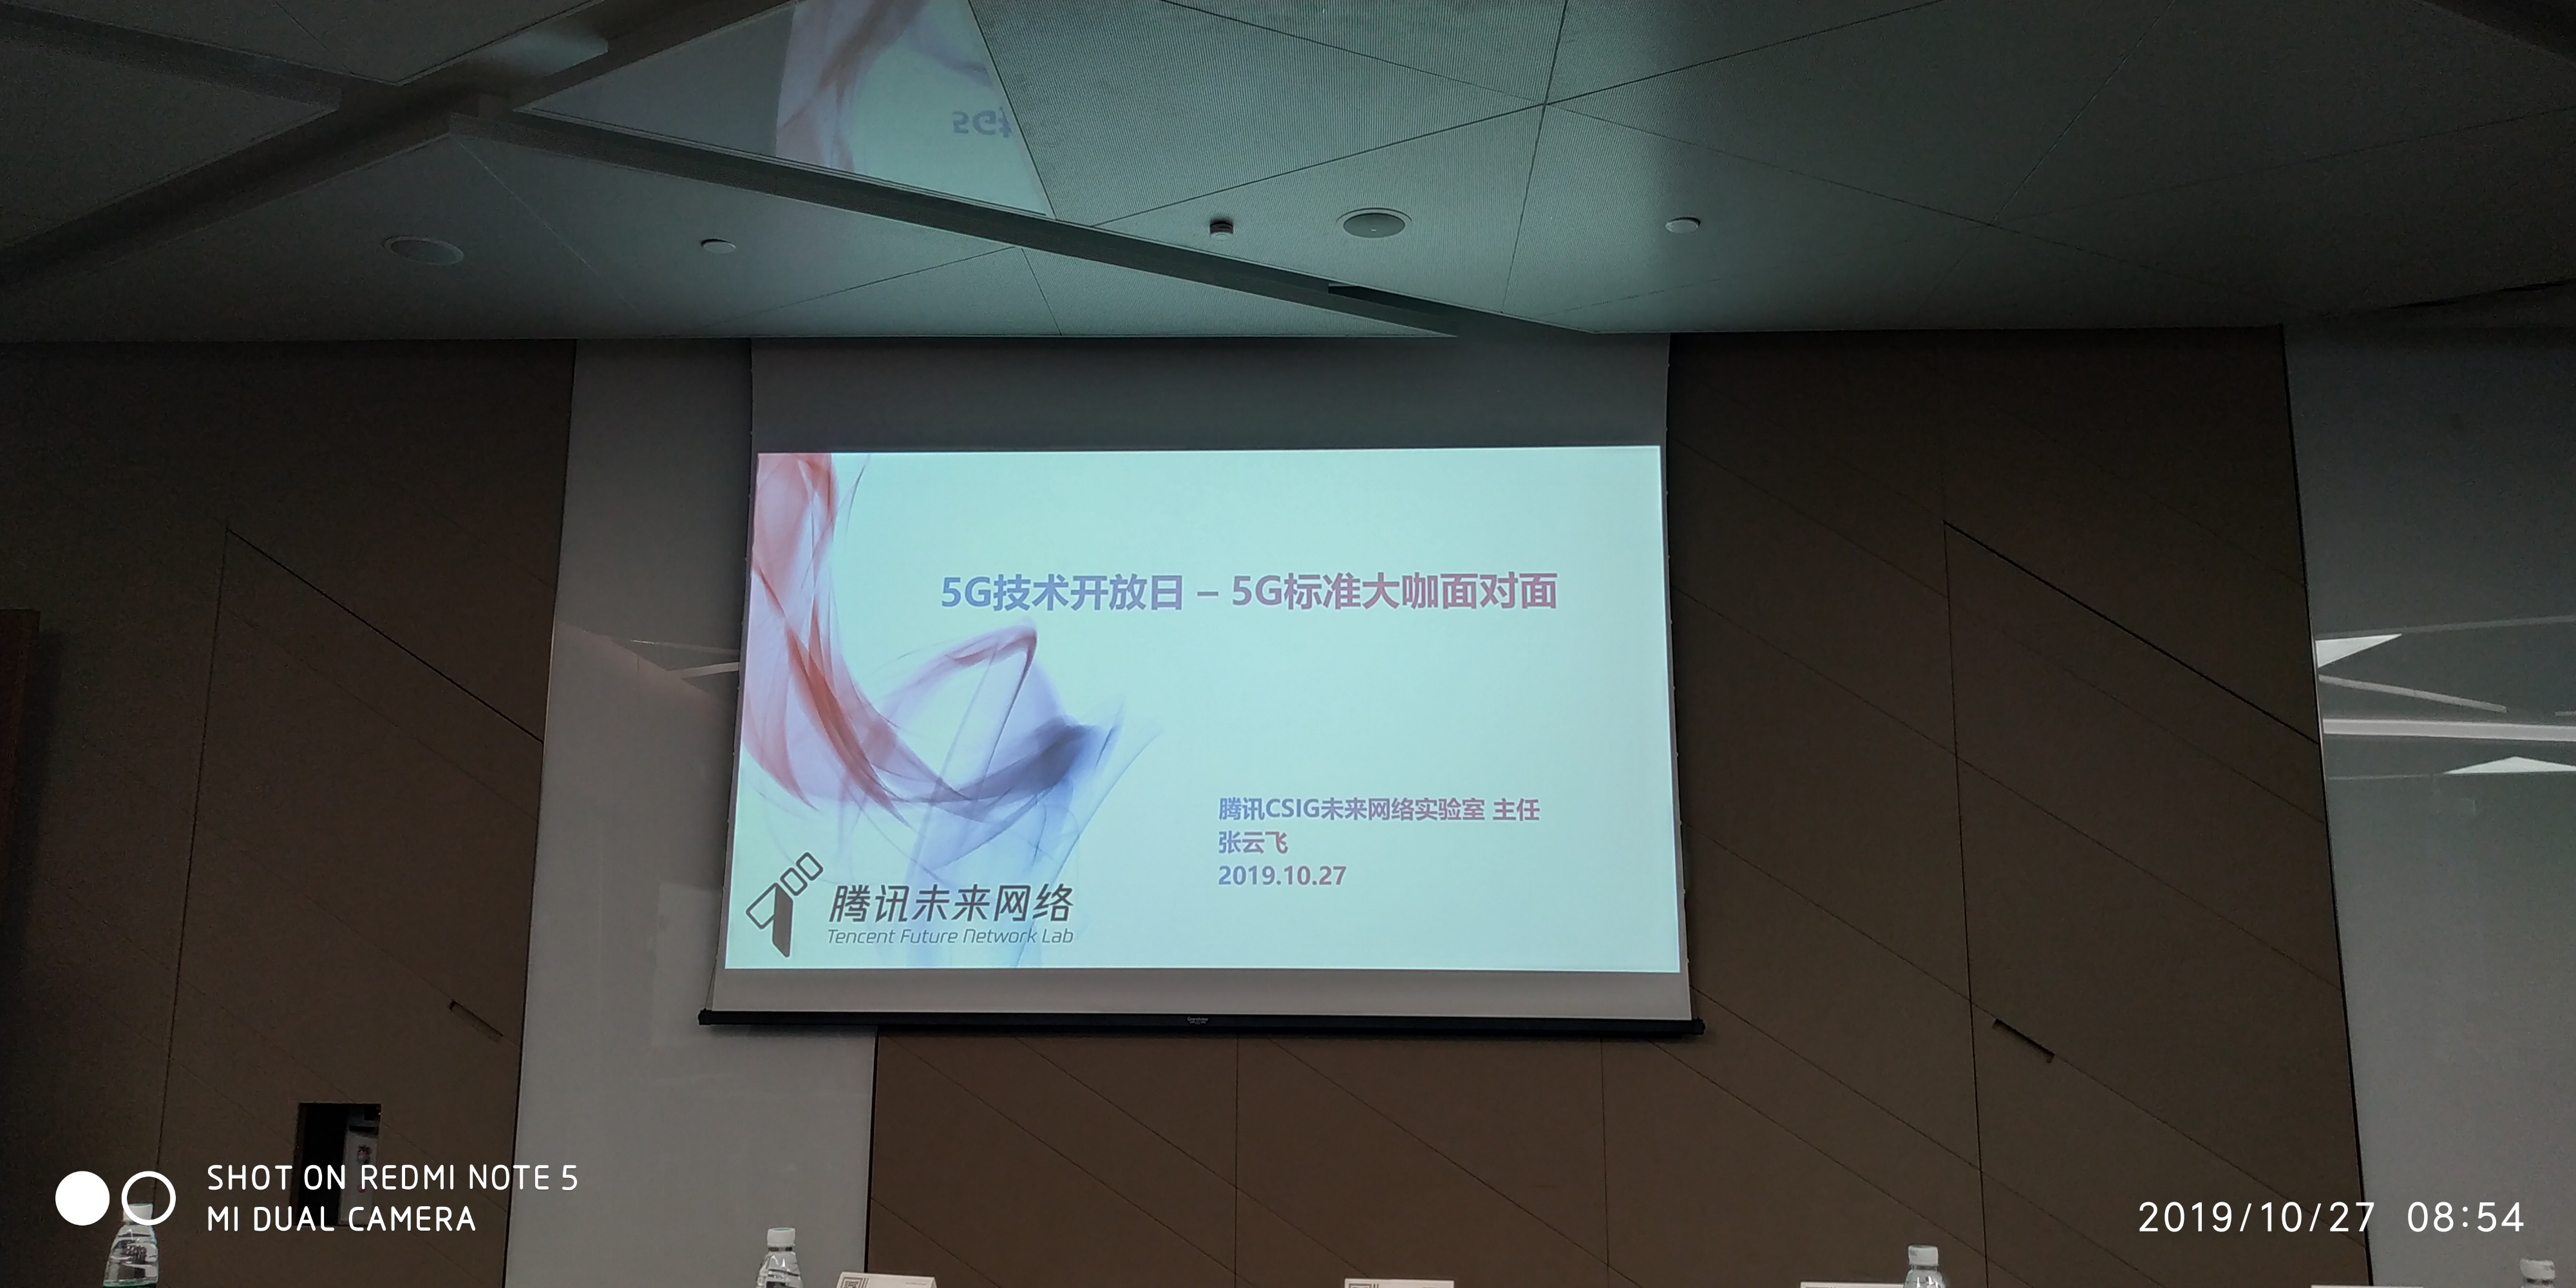 5G技术开放日 – 5G标准大咖面对面
腾讯CSIG未来网络实验室 主任
张云飞
2019.10.27
腾讯未来网络
Tencent Future Network Lab
SHOT ON REDMI NOTE 5
MI DUAL CAMERA
2019/10/27 08:54